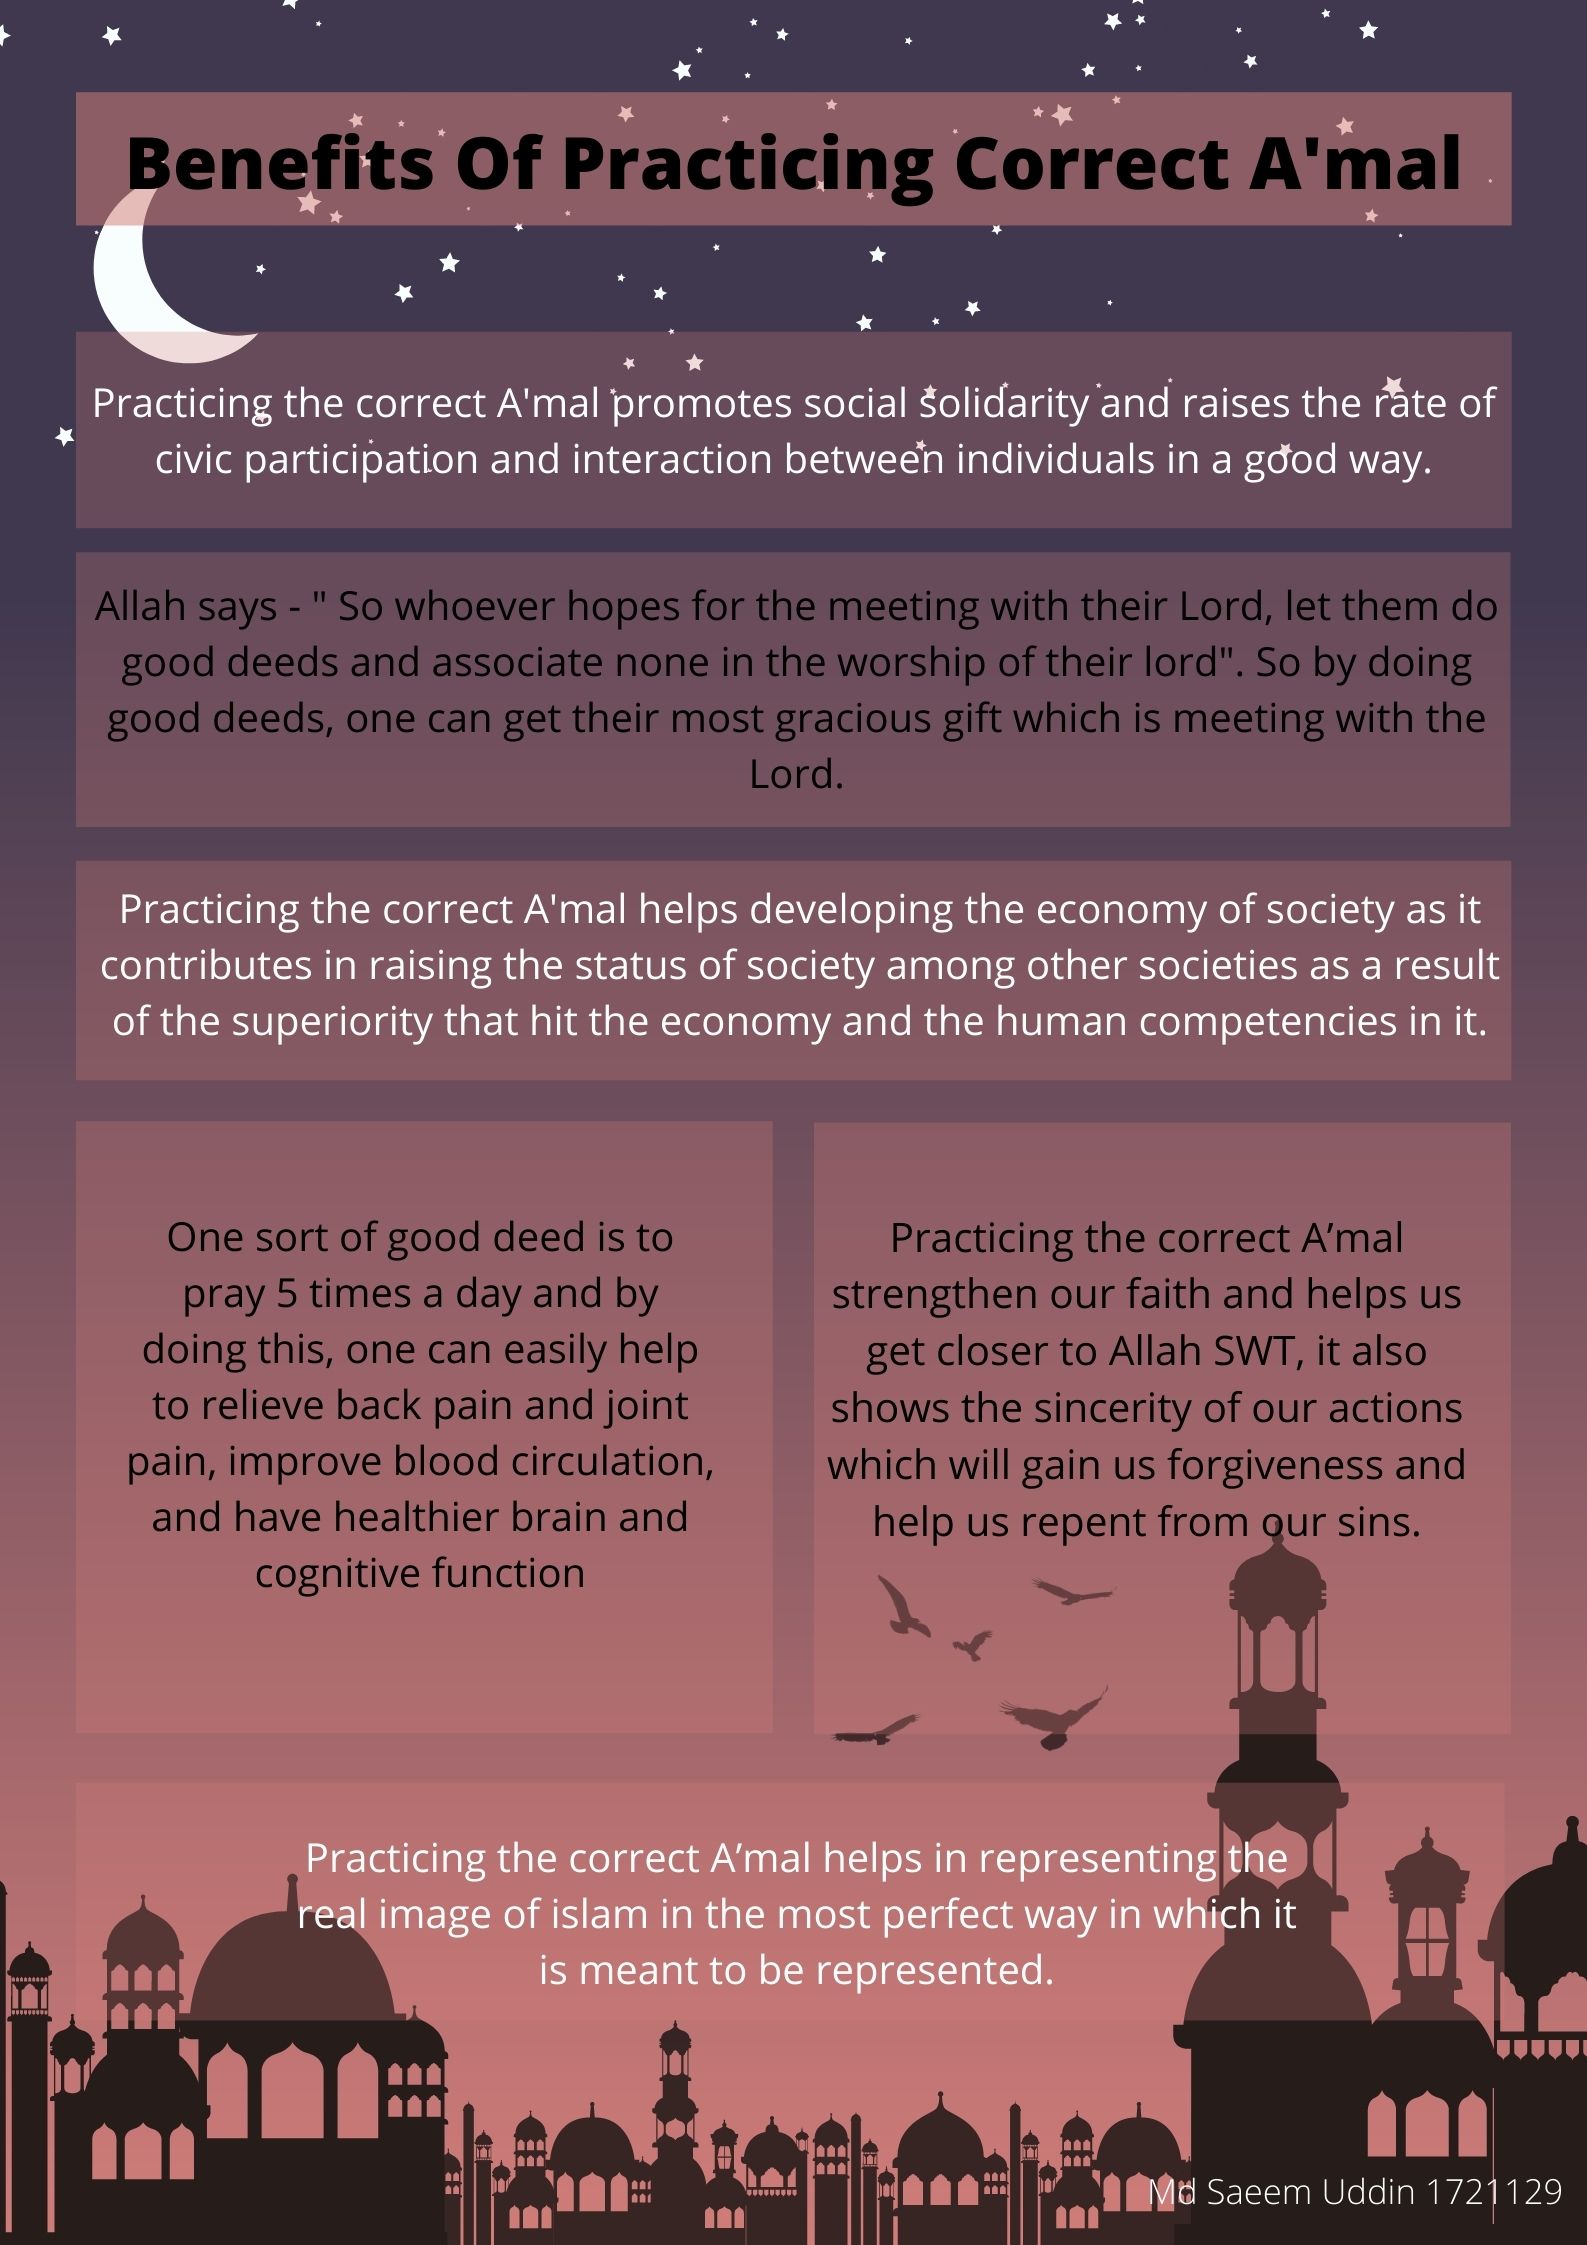 Benefits Of Practicing Correct A'mal
Practicing the correct A'mal promotes social solidarity and raises the rate of
civic participation and interaction between individuals in a good way.
Allah says - " So whoever hopes for the meeting with their Lord, let them do
good deeds and associate none in the worship of their lord". So by doing
good deeds, one can get their most gracious gift which is meeting with the
Lord.
Practicing the correct A'mal helps developing the economy of society as it
contributes in raising the status of society among other societies as a result
of the superiority that hit the economy and the human competencies in it.
One sort of good deed is to
pray 5 times a day and by
doing this, one can easily help
to relieve back pain and joint
pain, improve blood circulation,
and have healthier brain and
cognitive function
Practicing the correct A’mal
strengthen our faith and helps us
get closer to Allah SWT, it also
shows the sincerity of our actions
which will gain us forgiveness and
help us repent from our sins.
Practicing the correct A’mal helps in representing the
real image of islam in the most perfect way in which it
is meant to be represented.
Md Saeem Uddin 1721129